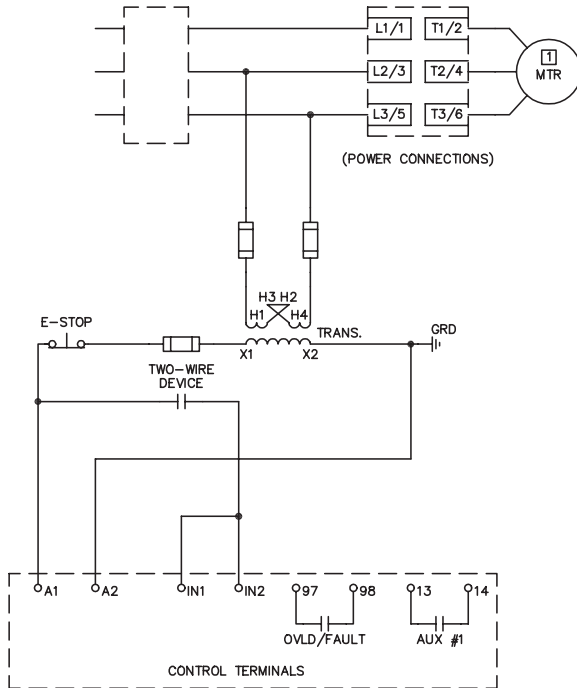 L1/1 T1/2
1
L2/3 T2/4 MTR
L3/5 T3/6
(POWER CONNECTIONS)
H3 H2
H1 H4
E-STOP
TRANS.
GRD
X1 X2
TWO-WIRE
DEVICE
A1 A2 IN1 IN2 97 98 13 14
OVLD/FAULT AUX #1
CONTROL TERMINALS